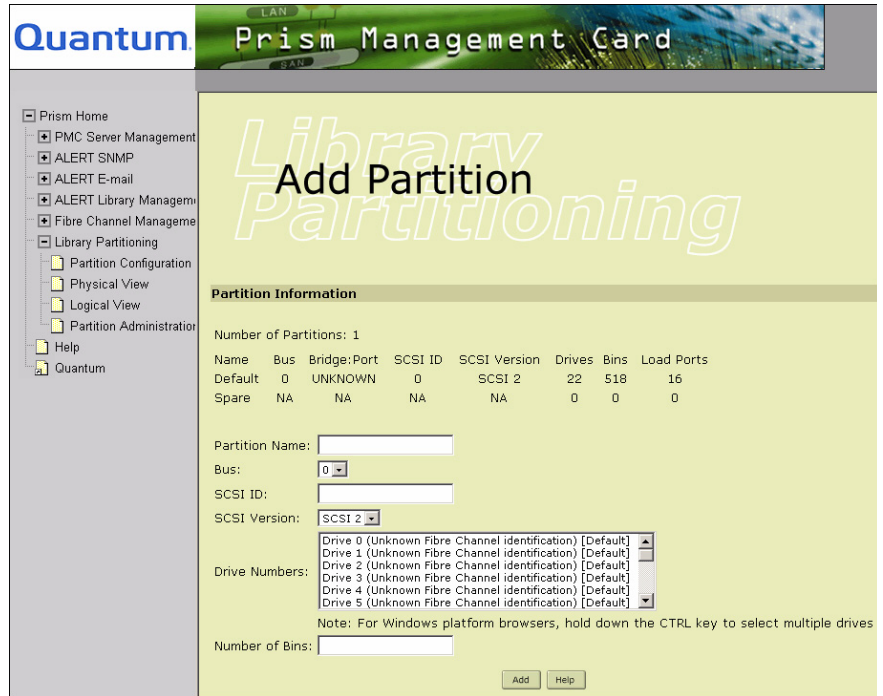 Quantum.
LAN
Prism Management Card
SAN
Prism Home
PMC Server Management
ALERT SNMP
ALERT E-mail
ALERT Library Managem
Fibre Channel Manageme
Library Partitioning
Partition Configuration
Physical View
Logical View
Partition Administration
Help
Quantum
Library
Partitioning
Add Partition
Partition Information
Number of Partitions: 1
Name Bus Bridge:Port SCSI ID SCSI Version Drives Bins Load Ports
Default 0 UNKNOWN 0 SCSI 2 22 518 16
Spare NA NA NA NA 0 0 0
Partition Name:
Bus: 0
SCSI ID:
SCSI Version: SCSI 2
Drive Numbers:
Drive 0 (Unknown Fibre Channel identification) [Default]
Drive 1 (Unknown Fibre Channel identification) [Default]
Drive 2 (Unknown Fibre Channel identification) [Default]
Drive 3 (Unknown Fibre Channel identification) [Default]
Drive 4 (Unknown Fibre Channel identification) [Default]
Drive 5 (Unknown Fibre Channel identification) [Default]
Note: For Windows platform browsers, hold down the CTRL key to select multiple drives
Number of Bins:
Add Help